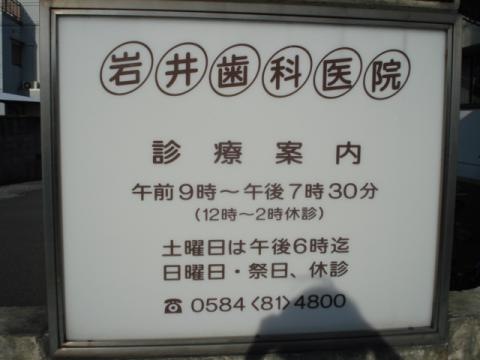 岩井歯科医院
診療案内
午前9時～午後7時30分
(12時～2時休診)
土曜日は午後6時迄
日曜日・祭日、休診
☎ 0584〈81〉4800